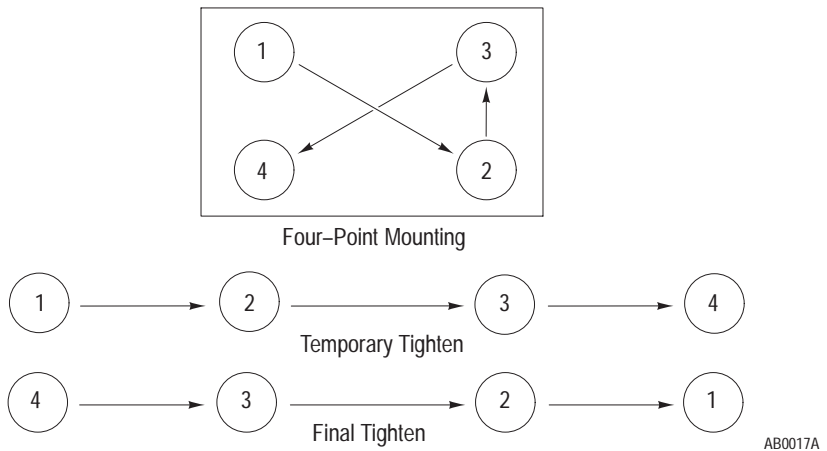 1 3
4 2
Four–Point Mounting
1 2 3 4
Temporary Tighten
4 3 2 1
Final Tighten
AB0017A